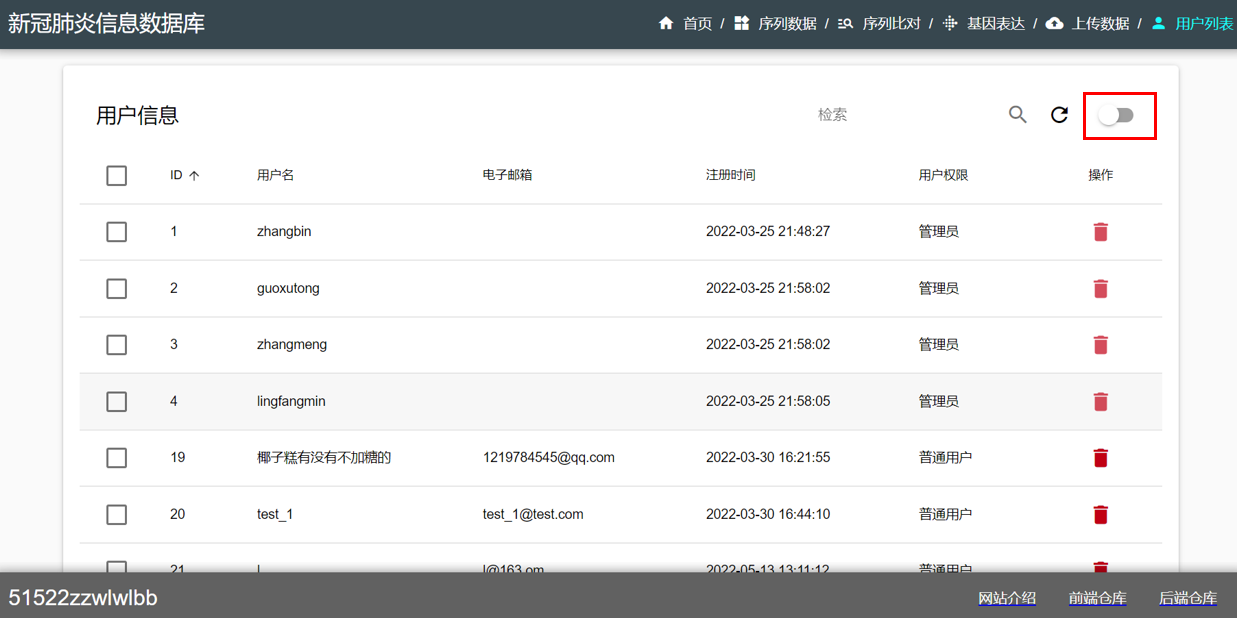 新冠肺炎信息数据库
首页 / 序列数据 / 序列比对 / 基因表达 / 上传数据 / 用户列表
用户信息
检索
ID 用户名 电子邮箱 注册时间 用户权限 操作
1 zhangbin 2022-03-25 21:48:27 管理员
2 guoxutong 2022-03-25 21:58:02 管理员
3 zhangmeng 2022-03-25 21:58:02 管理员
4 lingfangmin 2022-03-25 21:58:05 管理员
19 椰子糕有没有不加糖的 1219784545@qq.com 2022-03-30 16:21:55 普通用户
20 test_1 test_1@test.com 2022-03-30 16:44:10 普通用户
21 2022-05-13 13:11:12 普通用户
51522zzwlwlbb
网站介绍 前端仓库 后端仓库